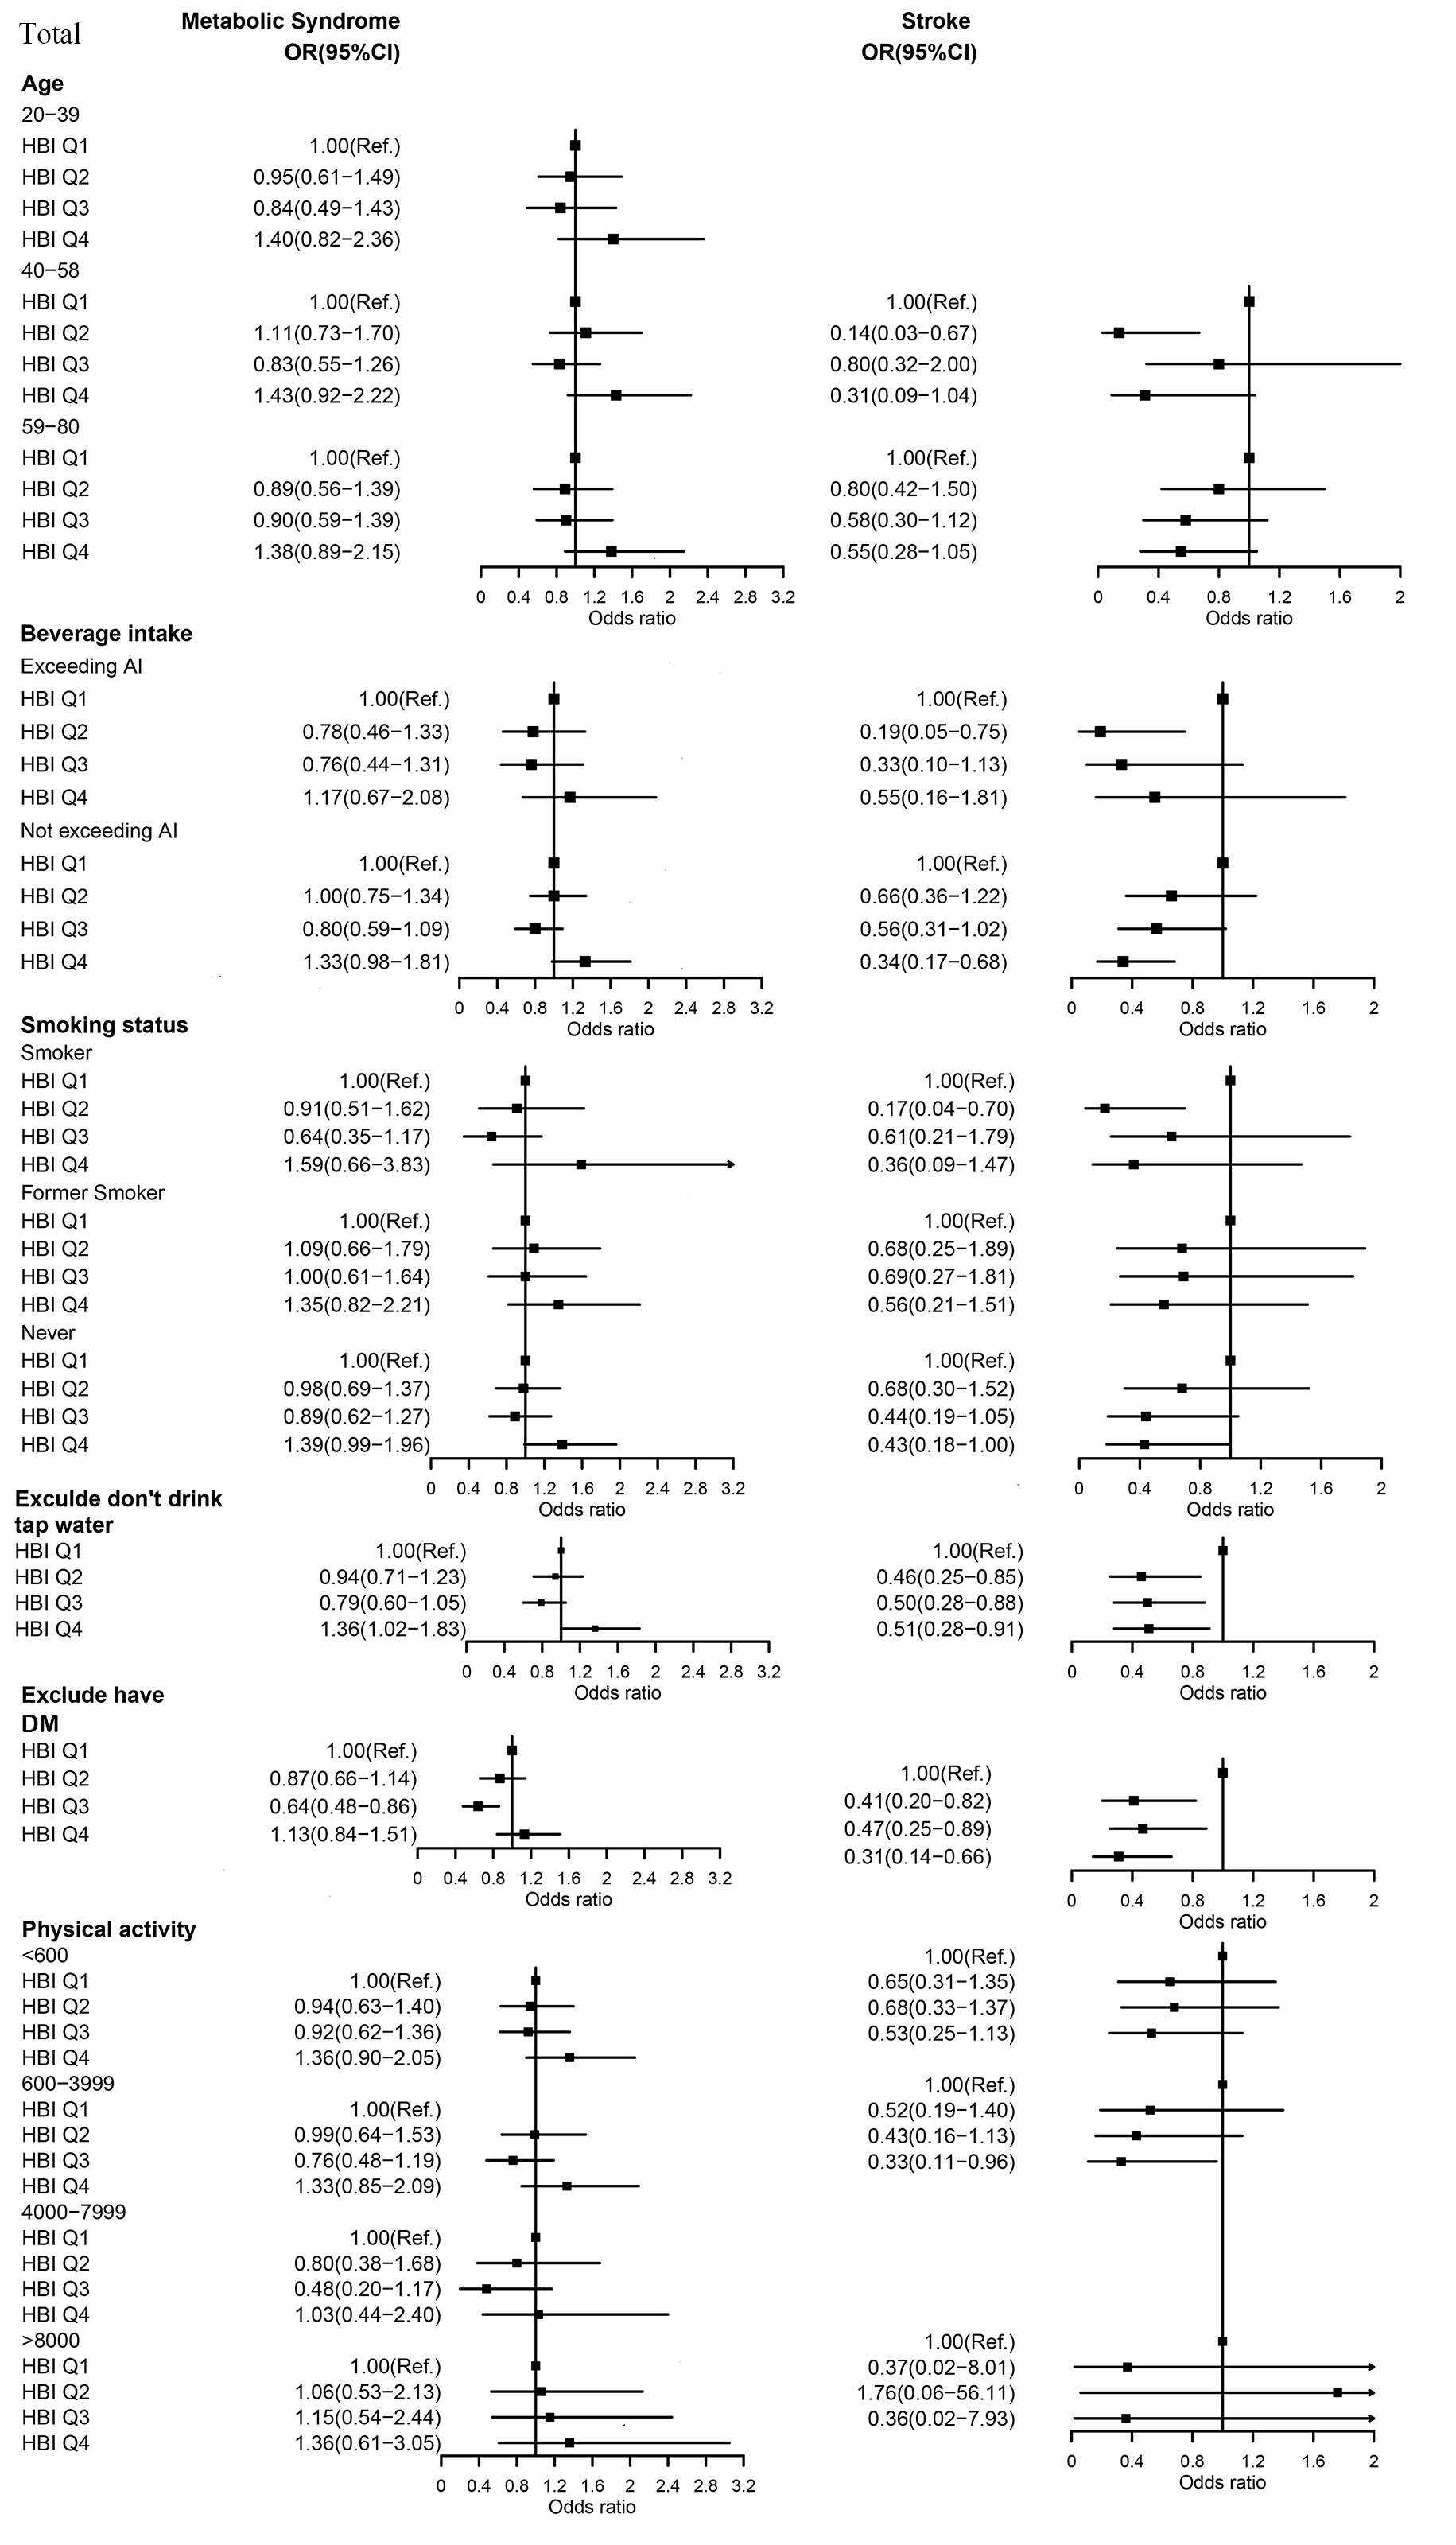 Total Metabolic Syndrome Stroke
OR(95%CI) OR(95%CI)
Age
20−39
HBI Q1 1.00(Ref.)
HBI Q2 0.95(0.61−1.49)
HBI Q3 0.84(0.49−1.43)
HBI Q4 1.40(0.82−2.36)
40−58
HBI Q1 1.00(Ref.) 1.00(Ref.)
HBI Q2 1.11(0.73−1.70) 0.14(0.03−0.67)
HBI Q3 0.83(0.55−1.26) 0.80(0.32−2.00)
HBI Q4 1.43(0.92−2.22) 0.31(0.09−1.04)
59−80
HBI Q1 1.00(Ref.) 1.00(Ref.)
HBI Q2 0.89(0.56−1.39) 0.80(0.42−1.50)
HBI Q3 0.90(0.59−1.39) 0.58(0.30−1.12)
HBI Q4 1.38(0.89−2.15) 0.55(0.28−1.05)
0 0.4 0.8 1.2 1.6 2 2.4 2.8 3.2 0 0.4 0.8 1.2 1.6 2
Odds ratio Odds ratio
Beverage intake
Exceeding AI
HBI Q1 1.00(Ref.) 1.00(Ref.)
HBI Q2 0.78(0.46−1.33) 0.19(0.05−0.75)
HBI Q3 0.76(0.44−1.31) 0.33(0.10−1.13)
HBI Q4 1.17(0.67−2.08) 0.55(0.16−1.81)
Not exceeding AI
HBI Q1 1.00(Ref.) 1.00(Ref.)
HBI Q2 1.00(0.75−1.34) 0.66(0.36−1.22)
HBI Q3 0.80(0.59−1.09) 0.56(0.31−1.02)
HBI Q4 1.33(0.98−1.81) 0.34(0.17−0.68)
0 0.4 0.8 1.2 1.6 2 2.4 2.8 3.2 0 0.4 0.8 1.2 1.6 2
Odds ratio Odds ratio
Smoking status
Smoker
HBI Q1 1.00(Ref.) 1.00(Ref.)
HBI Q2 0.91(0.51−1.62) 0.17(0.04−0.70)
HBI Q3 0.64(0.35−1.17) 0.61(0.21−1.79)
HBI Q4 1.59(0.66−3.83) 0.36(0.09−1.47)
Former Smoker
HBI Q1 1.00(Ref.) 1.00(Ref.)
HBI Q2 1.09(0.66−1.79) 0.68(0.25−1.89)
HBI Q3 1.00(0.61−1.64) 0.69(0.27−1.81)
HBI Q4 1.35(0.82−2.21) 0.56(0.21−1.51)
Never
HBI Q1 1.00(Ref.) 1.00(Ref.)
HBI Q2 0.98(0.69−1.37) 0.68(0.30−1.52)
HBI Q3 0.89(0.62−1.27) 0.44(0.19−1.05)
HBI Q4 1.39(0.99−1.96) 0.43(0.18−1.00)
0 0.4 0.8 1.2 1.6 2 2.4 2.8 3.2 0 0.4 0.8 1.2 1.6 2
Odds ratio Odds ratio
Exculde don't drink
tap water
HBI Q1 1.00(Ref.) 1.00(Ref.)
HBI Q2 0.94(0.71−1.23) 0.46(0.25−0.85)
HBI Q3 0.79(0.60−1.05) 0.50(0.28−0.88)
HBI Q4 1.36(1.02−1.83) 0.51(0.28−0.91)
0 0.4 0.8 1.2 1.6 2 2.4 2.8 3.2 0 0.4 0.8 1.2 1.6 2
Odds ratio Odds ratio
Exclude have
DM
HBI Q1 1.00(Ref.) 1.00(Ref.)
HBI Q2 0.87(0.66−1.14) 0.41(0.20−0.82)
HBI Q3 0.64(0.48−0.86) 0.47(0.25−0.89)
HBI Q4 1.13(0.84−1.51) 0.31(0.14−0.66)
0 0.4 0.8 1.2 1.6 2 2.4 2.8 3.2 0 0.4 0.8 1.2 1.6 2
Odds ratio Odds ratio
Physical activity
<600 1.00(Ref.)
HBI Q1 1.00(Ref.) 0.65(0.31−1.35)
HBI Q2 0.94(0.63−1.40) 0.68(0.33−1.37)
HBI Q3 0.92(0.62−1.36) 0.53(0.25−1.13)
HBI Q4 1.36(0.90−2.05)
600−3999 1.00(Ref.)
HBI Q1 1.00(Ref.) 0.52(0.19−1.40)
HBI Q2 0.99(0.64−1.53) 0.43(0.16−1.13)
HBI Q3 0.76(0.48−1.19) 0.33(0.11−0.96)
HBI Q4 1.33(0.85−2.09)
4000−7999
HBI Q1 1.00(Ref.)
HBI Q2 0.80(0.38−1.68)
HBI Q3 0.48(0.20−1.17)
HBI Q4 1.03(0.44−2.40)
>8000 1.00(Ref.)
HBI Q1 1.00(Ref.) 0.37(0.02−8.01)
HBI Q2 1.06(0.53−2.13) 1.76(0.06−56.11)
HBI Q3 1.15(0.54−2.44) 0.36(0.02−7.93)
HBI Q4 1.36(0.61−3.05)
0 0.4 0.8 1.2 1.6 2 2.4 2.8 3.2 0 0.4 0.8 1.2 1.6 2
Odds ratio Odds ratio